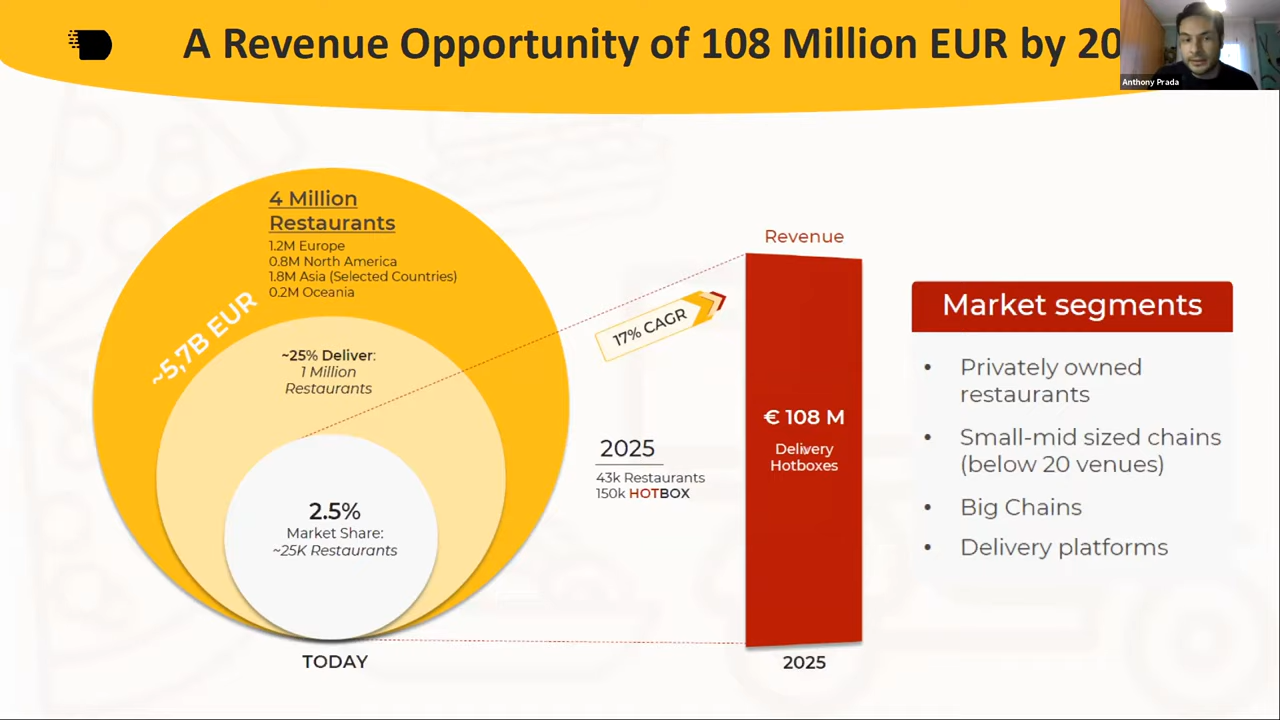 A Revenue Opportunity of 108 Million EUR by 20
Anthony Prada
4 Million
Restaurants
1.2M Europe
0.8M North America
1.8M Asia (Selected Countries)
0.2M Oceania
~5,7B EUR
~25% Deliver:
1 Million
Restaurants
2.5%
Market Share:
~25K Restaurants
TODAY
17% CAGR
2025
43k Restaurants
150k HOTBOX
Revenue
€ 108 M
Delivery
Hotboxes
2025
Market segments
• Privately owned
restaurants
• Small-mid sized chains
(below 20 venues)
• Big Chains
• Delivery platforms